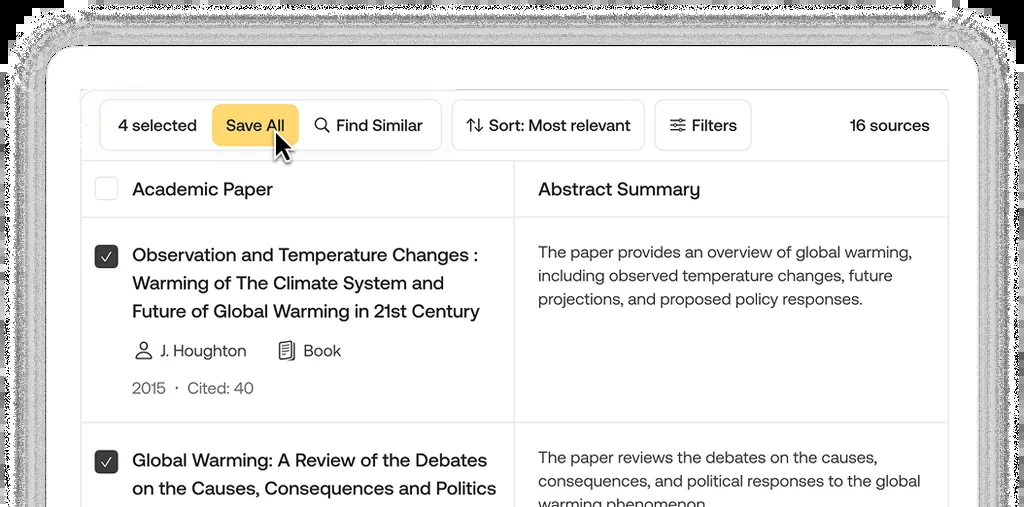 4 selected Save All Find Similar Sort: Most relevant Filters 16 sources
Academic Paper Abstract Summary
Observation and Temperature Changes :
Warming of The Climate System and
Future of Global Warming in 21st Century
J. Houghton Book
2015 · Cited: 40
The paper provides an overview of global warming,
including observed temperature changes, future
projections, and proposed policy responses.
Global Warming: A Review of the Debates
on the Causes, Consequences and Politics
The paper reviews the debates on the causes,
consequences, and political responses to the global
warming phenomenon.